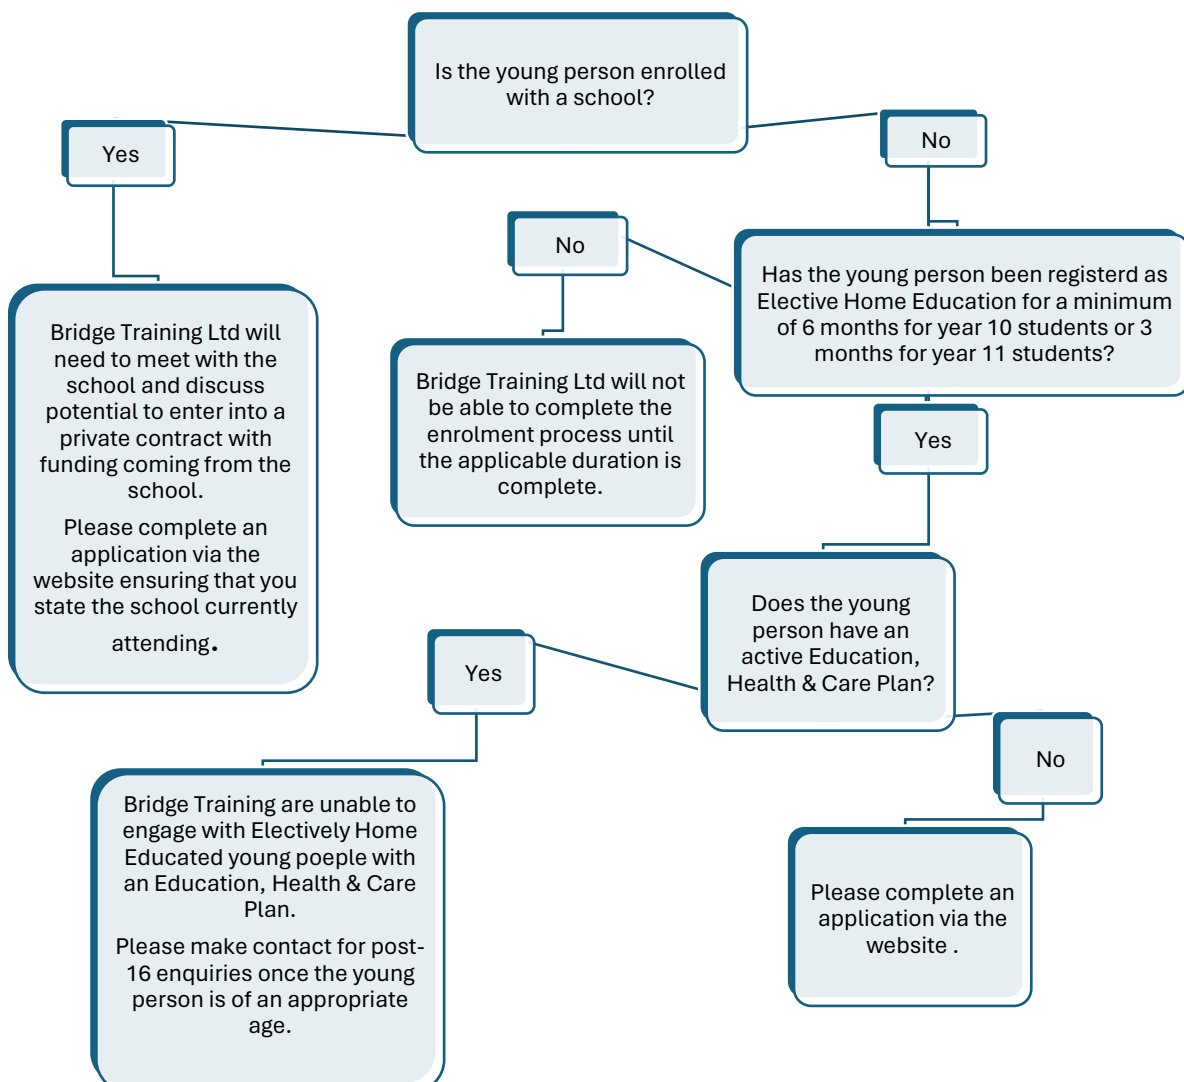 Is the young person enrolled
with a school?
Yes
No
No
Has the young person been registerd as
Elective Home Education for a minimum
of 6 months for year 10 students or 3
months for year 11 students?
Bridge Training Ltd will
need to meet with the
school and discuss
potential to enter into a
private contract with
funding coming from the
school.
Please complete an
application via the
website ensuring that you
state the school currently
attending.
Bridge Training Ltd will not
be able to complete the
enrolment process until
the applicable duration is
complete.
Yes
Does the young
person have an
active Education,
Health & Care Plan?
Yes
No
Bridge Training are unable to
engage with Electively Home
Educated young poeple with
an Education, Health & Care
Plan.
Please make contact for post-
16 enquiries once the young
person is of an appropriate
age.
Please complete an
application via the
website .